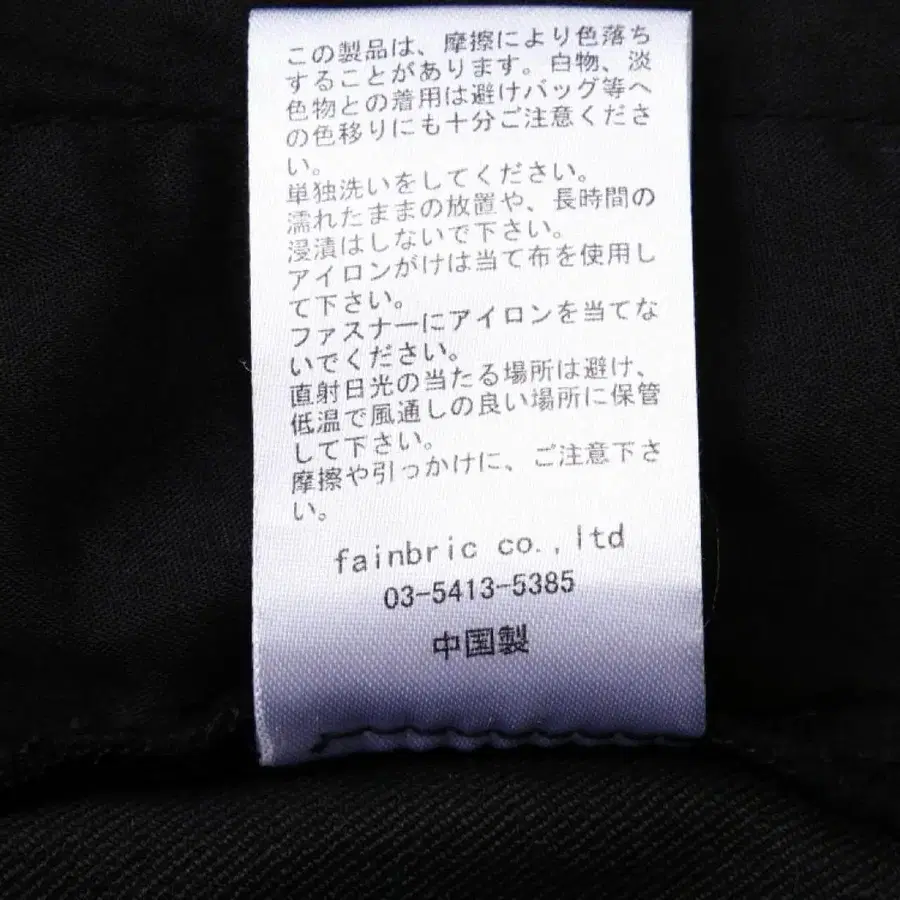 この製品は、摩擦により色落ち
することがあります。白物、淡
色物との着用は避けバッグ等へ
の色移りにも十分ご注意くださ
い。
単独洗いをしてください。
濡れたままの放置や、長時間の
浸漬はしないで下さい。
アイロンがけは当て布を使用し
て下さい。
ファスナーにアイロンを当てな
いでください。
直射日光の当たる場所は避け、
低温で風通しの良い場所に保管
して下さい。
摩擦や引っかけに、ご注意下さ
い。
fainbric co.,ltd
03-5413-5385
中国製